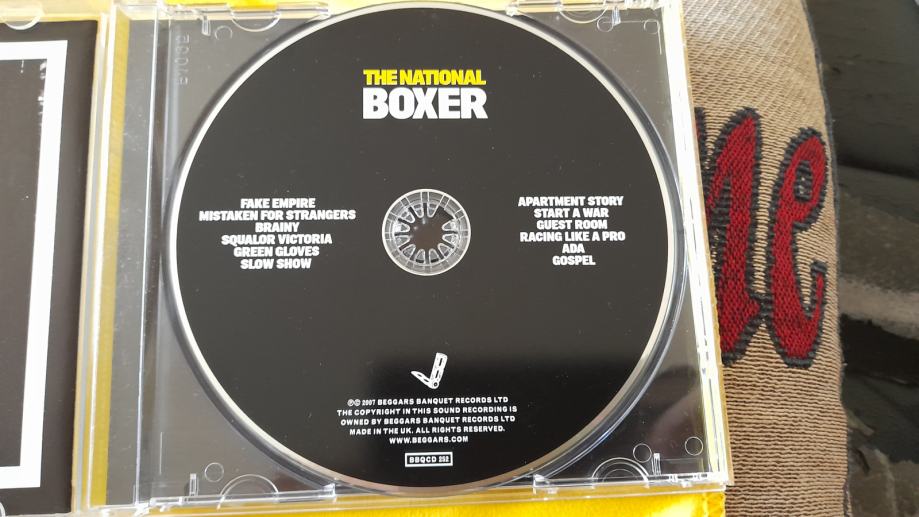 THE NATIONAL
BOXER
FAKE EMPIRE
MISTAKEN FOR STRANGERS
BRAINY
SQUALOR VICTORIA
GREEN GLOVES
SLOW SHOW
APARTMENT STORY
START A WAR
GUEST ROOM
RACING LIKE A PRO
ADA
GOSPEL
ⓅⒸ 2007 BEGGARS BANQUET RECORDS LTD
THE COPYRIGHT IN THIS SOUND RECORDING IS
OWNED BY BEGGARS BANQUET RECORDS LTD
MADE IN THE UK. ALL RIGHTS RESERVED.
WWW.BEGGARS.COM
BBQCD 252
me